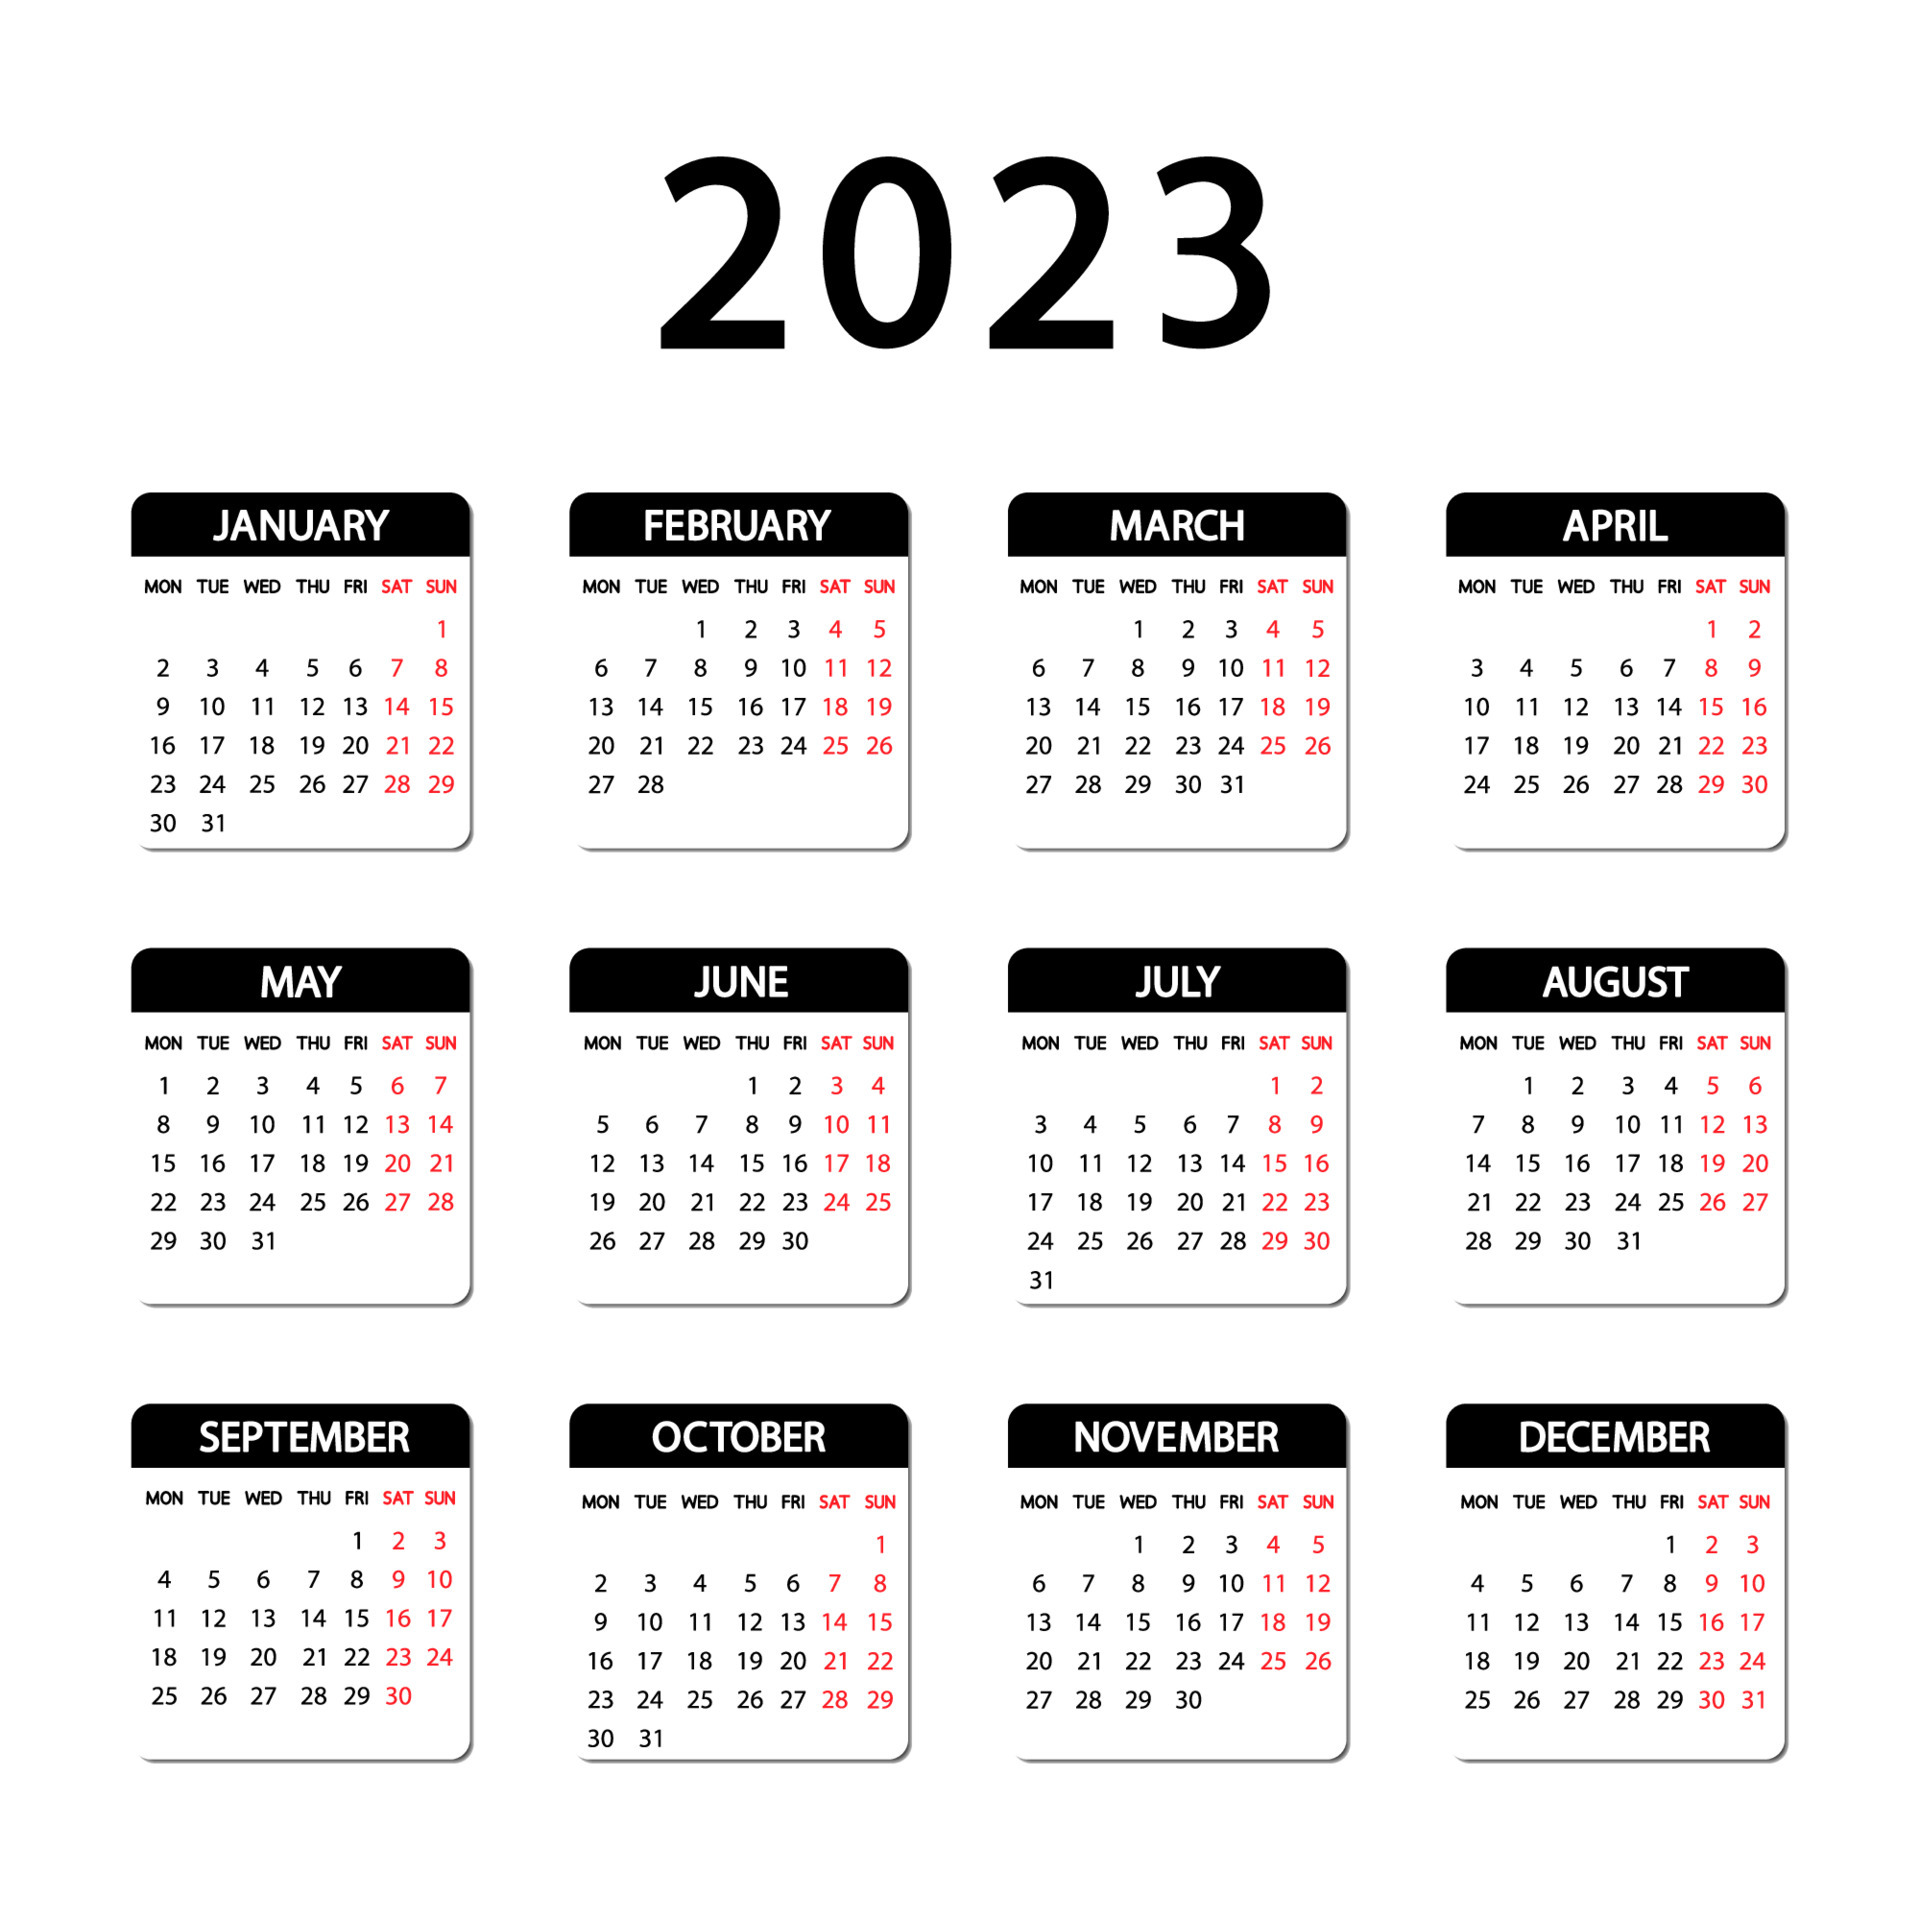 2023
JANUARY
MON TUE WED THU FRI SAT SUN
1
2 3 4 5 6 7 8
9 10 11 12 13 14 15
16 17 18 19 20 21 22
23 24 25 26 27 28 29
30 31
FEBRUARY
MON TUE WED THU FRI SAT SUN
1 2 3 4 5
6 7 8 9 10 11 12
13 14 15 16 17 18 19
20 21 22 23 24 25 26
27 28
MARCH
MON TUE WED THU FRI SAT SUN
1 2 3 4 5
6 7 8 9 10 11 12
13 14 15 16 17 18 19
20 21 22 23 24 25 26
27 28 29 30 31
APRIL
MON TUE WED THU FRI SAT SUN
1 2
3 4 5 6 7 8 9
10 11 12 13 14 15 16
17 18 19 20 21 22 23
24 25 26 27 28 29 30
MAY
MON TUE WED THU FRI SAT SUN
1 2 3 4 5 6 7
8 9 10 11 12 13 14
15 16 17 18 19 20 21
22 23 24 25 26 27 28
29 30 31
JUNE
MON TUE WED THU FRI SAT SUN
1 2 3 4
5 6 7 8 9 10 11
12 13 14 15 16 17 18
19 20 21 22 23 24 25
26 27 28 29 30
JULY
MON TUE WED THU FRI SAT SUN
1 2
3 4 5 6 7 8 9
10 11 12 13 14 15 16
17 18 19 20 21 22 23
24 25 26 27 28 29 30
31
AUGUST
MON TUE WED THU FRI SAT SUN
1 2 3 4 5 6
7 8 9 10 11 12 13
14 15 16 17 18 19 20
21 22 23 24 25 26 27
28 29 30 31
SEPTEMBER
MON TUE WED THU FRI SAT SUN
1 2 3
4 5 6 7 8 9 10
11 12 13 14 15 16 17
18 19 20 21 22 23 24
25 26 27 28 29 30
OCTOBER
MON TUE WED THU FRI SAT SUN
1
2 3 4 5 6 7 8
9 10 11 12 13 14 15
16 17 18 19 20 21 22
23 24 25 26 27 28 29
30 31
NOVEMBER
MON TUE WED THU FRI SAT SUN
1 2 3 4 5
6 7 8 9 10 11 12
13 14 15 16 17 18 19
20 21 22 23 24 25 26
27 28 29 30
DECEMBER
MON TUE WED THU FRI SAT SUN
1 2 3
4 5 6 7 8 9 10
11 12 13 14 15 16 17
18 19 20 21 22 23 24
25 26 27 28 29 30 31